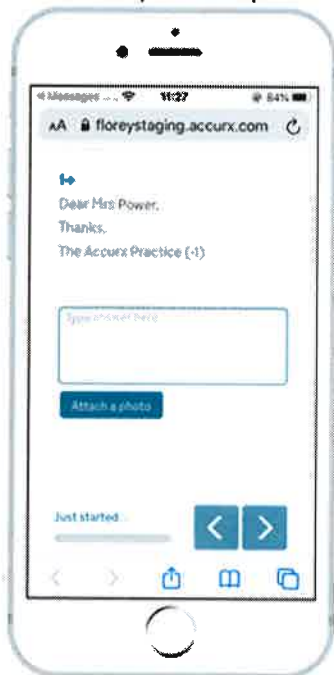 Messages 11:27 84%
AA floreystaging.accurx.com
1→
Dear Mrs Power,
Thanks,
The Accurx Practice (-1)
Type answer here
Attach a photo
Just started...